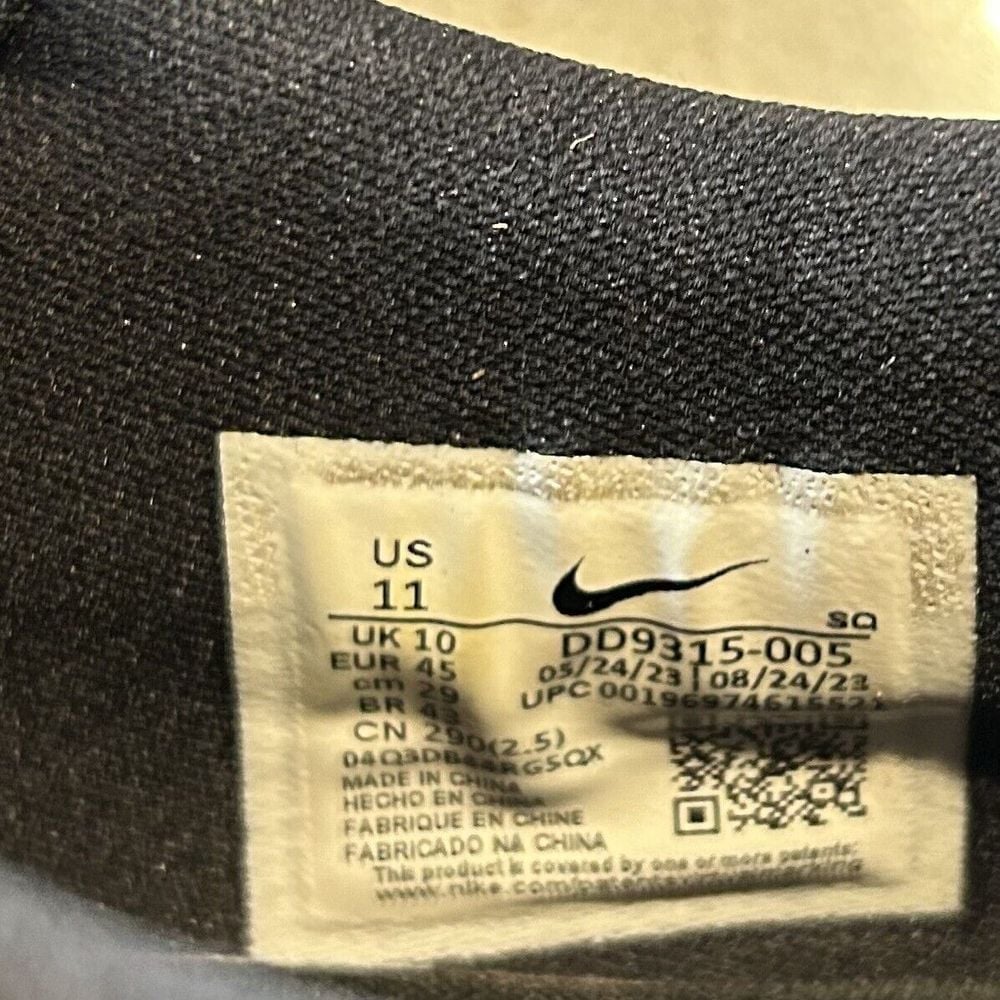 US
11
SQ
UK 10
EUR 45
cm 29
BR 43
CN 290(2.5)
MADE IN CHINA
HECHO EN CHINA
FABRIQUE EN CHINE
FABRICADO NA CHINA
DD9315-005
05/24/23 | 08/24/23
UPC 00196974615521
This product is covered by one or more patents: